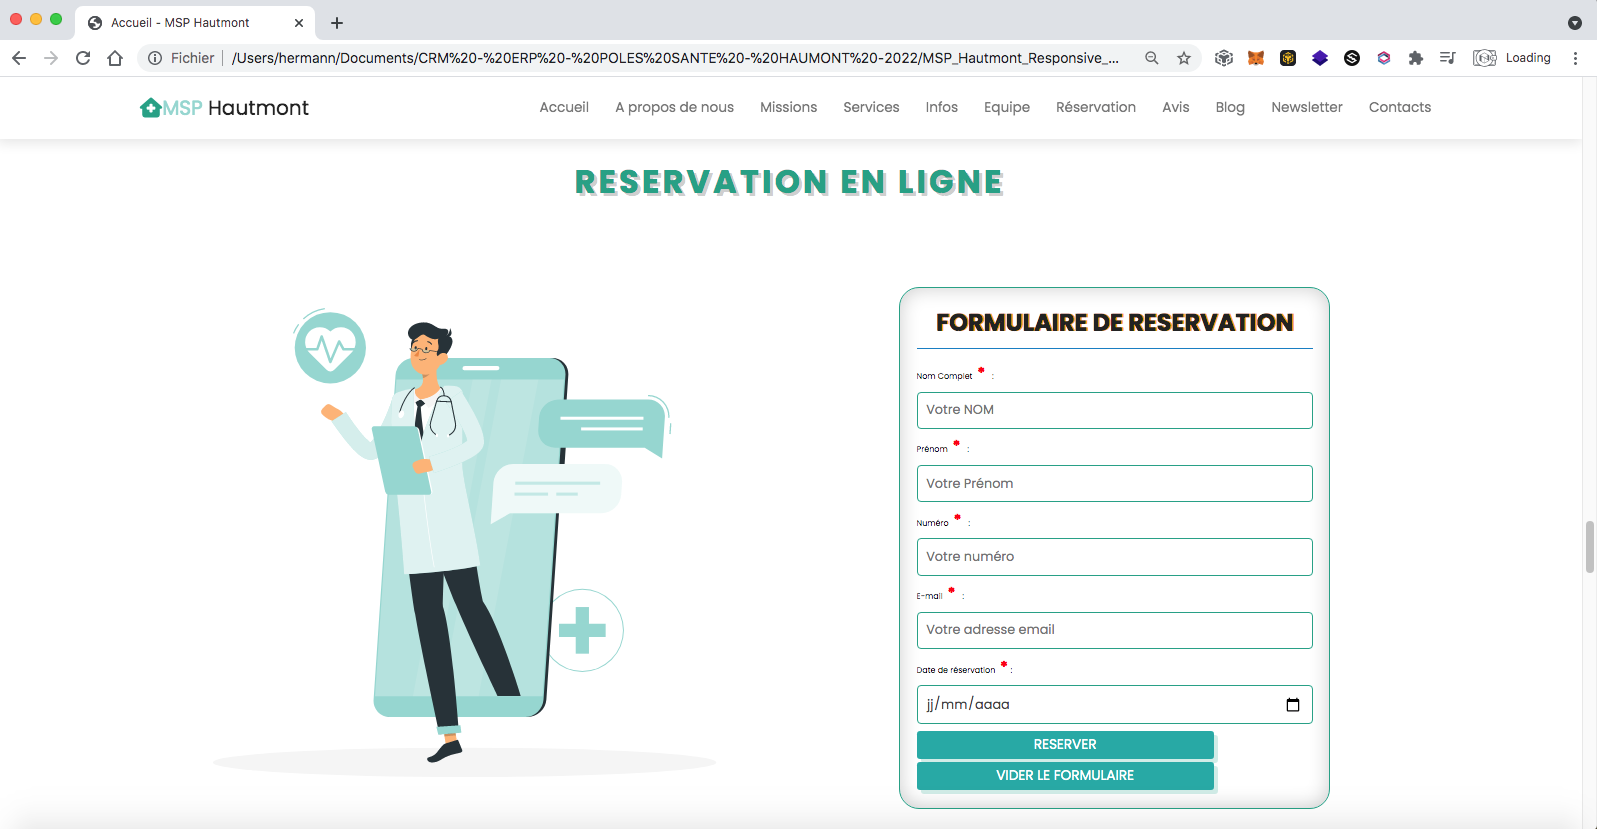 Accueil - MSP Hautmont
Fichier /Users/hermann/Documents/CRM%20-%20ERP%20-%20POLES%20SANTE%20-%20HAUMONT%20-2022/MSP_Hautmont_Responsive_... Loading
MSP Hautmont Accueil A propos de nous Missions Services Infos Equipe Réservation Avis Blog Newsletter Contacts
RESERVATION EN LIGNE
FORMULAIRE DE RESERVATION
Nom Complet * :
Votre NOM
Prénom * :
Votre Prénom
Numéro * :
Votre numéro
E-mail * :
Votre adresse email
Date de réservation * :
jj/mm/aaaa
RESERVER
VIDER LE FORMULAIRE